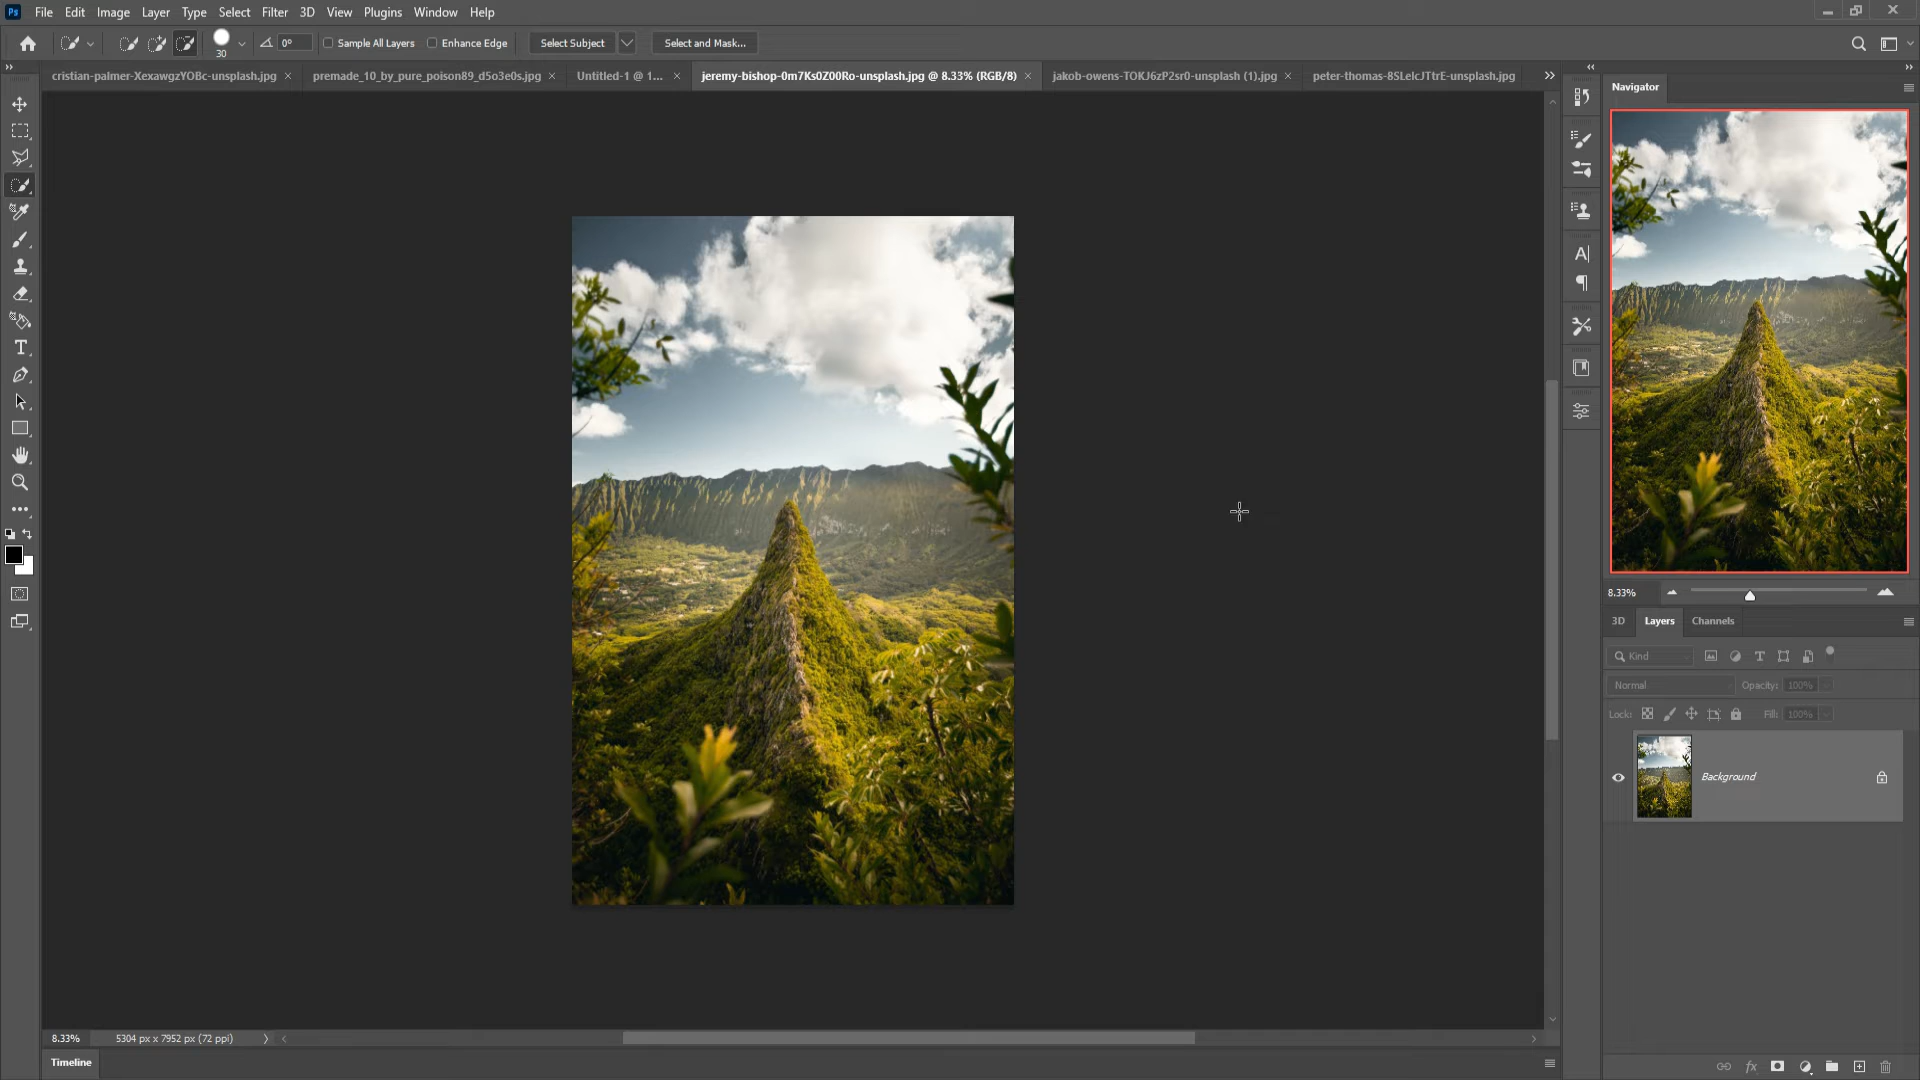 Ps File Edit Image Layer Type Select Filter 3D View Plugins Window Help
30 0° Sample All Layers Enhance Edge Select Subject Select and Mask...
cristian-palmer-XexawgzYOBc-unsplash.jpg × premade_10_by_pure_poison89_d5o3e0s.jpg × Untitled-1 @ 1... × jeremy-bishop-0m7Ks0Z00Ro-unsplash.jpg @ 8.33% (RGB/8) × jakob-owens-TOKJ6zP2sr0-unsplash (1).jpg × peter-thomas-8SLelcJTtrE-unsplash.jpg
Navigator
8.33%
3D Layers Channels
Kind
Normal Opacity: 100%
Lock: Fill: 100%
Background
fx
8.33% 5304 px x 7952 px (72 ppi)
Timeline